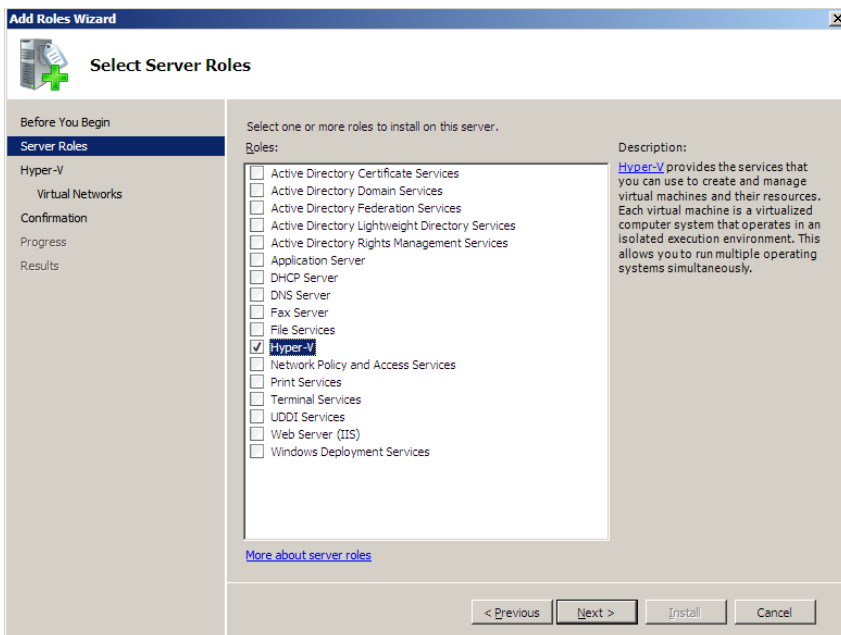 Add Roles Wizard
Select Server Roles
Before You Begin
Server Roles
Hyper-V
Virtual Networks
Confirmation
Progress
Results
Select one or more roles to install on this server.
Roles:
Active Directory Certificate Services
Active Directory Domain Services
Active Directory Federation Services
Active Directory Lightweight Directory Services
Active Directory Rights Management Services
Application Server
DHCP Server
DNS Server
Fax Server
File Services
Hyper-V
Network Policy and Access Services
Print Services
Terminal Services
UDDI Services
Web Server (IIS)
Windows Deployment Services
More about server roles
Description:
Hyper-V provides the services that
you can use to create and manage
virtual machines and their resources.
Each virtual machine is a virtualized
computer system that operates in an
isolated execution environment. This
allows you to run multiple operating
systems simultaneously.
< Previous
Next >
Install
Cancel